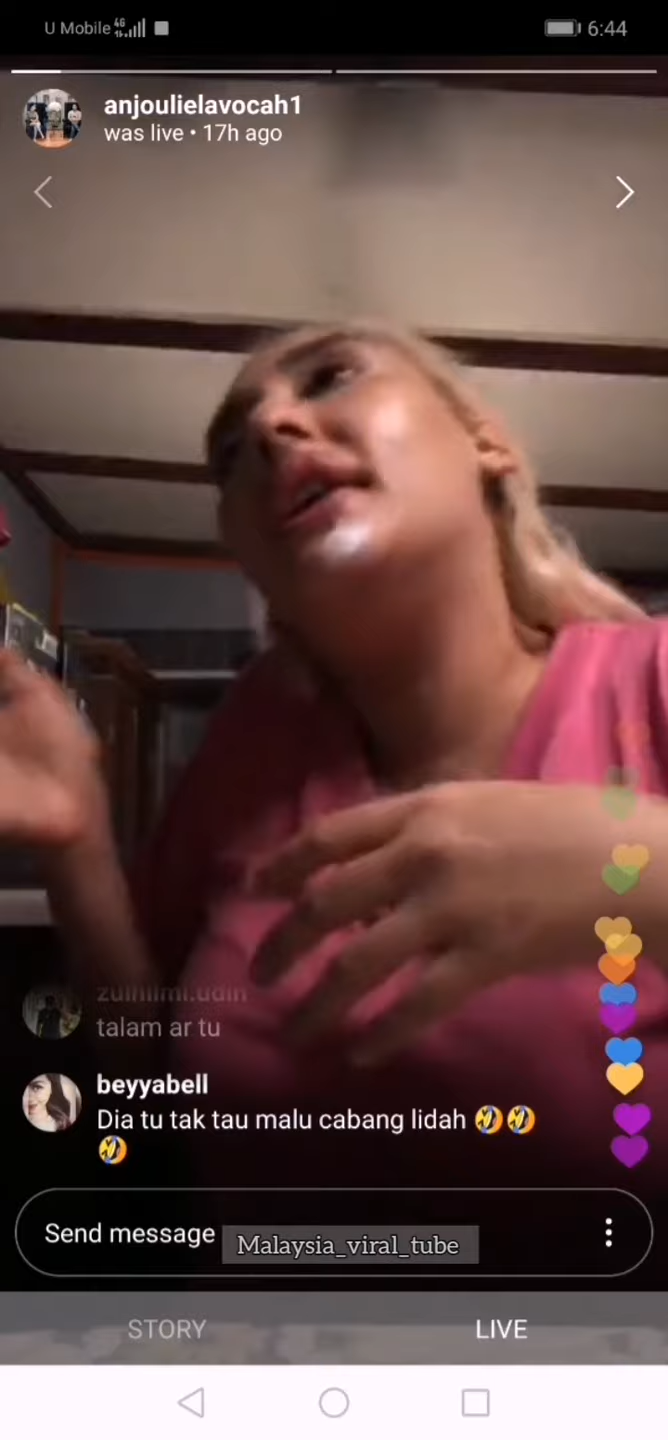 U Mobile 4G 6:44
anjoulielavocah1
was live • 17h ago
zulhilmi.udin
talam ar tu
beyyabell
Dia tu tak tau malu cabang lidah 🤣🤣
🤣
Send message
Malaysia_viral_tube
STORY LIVE